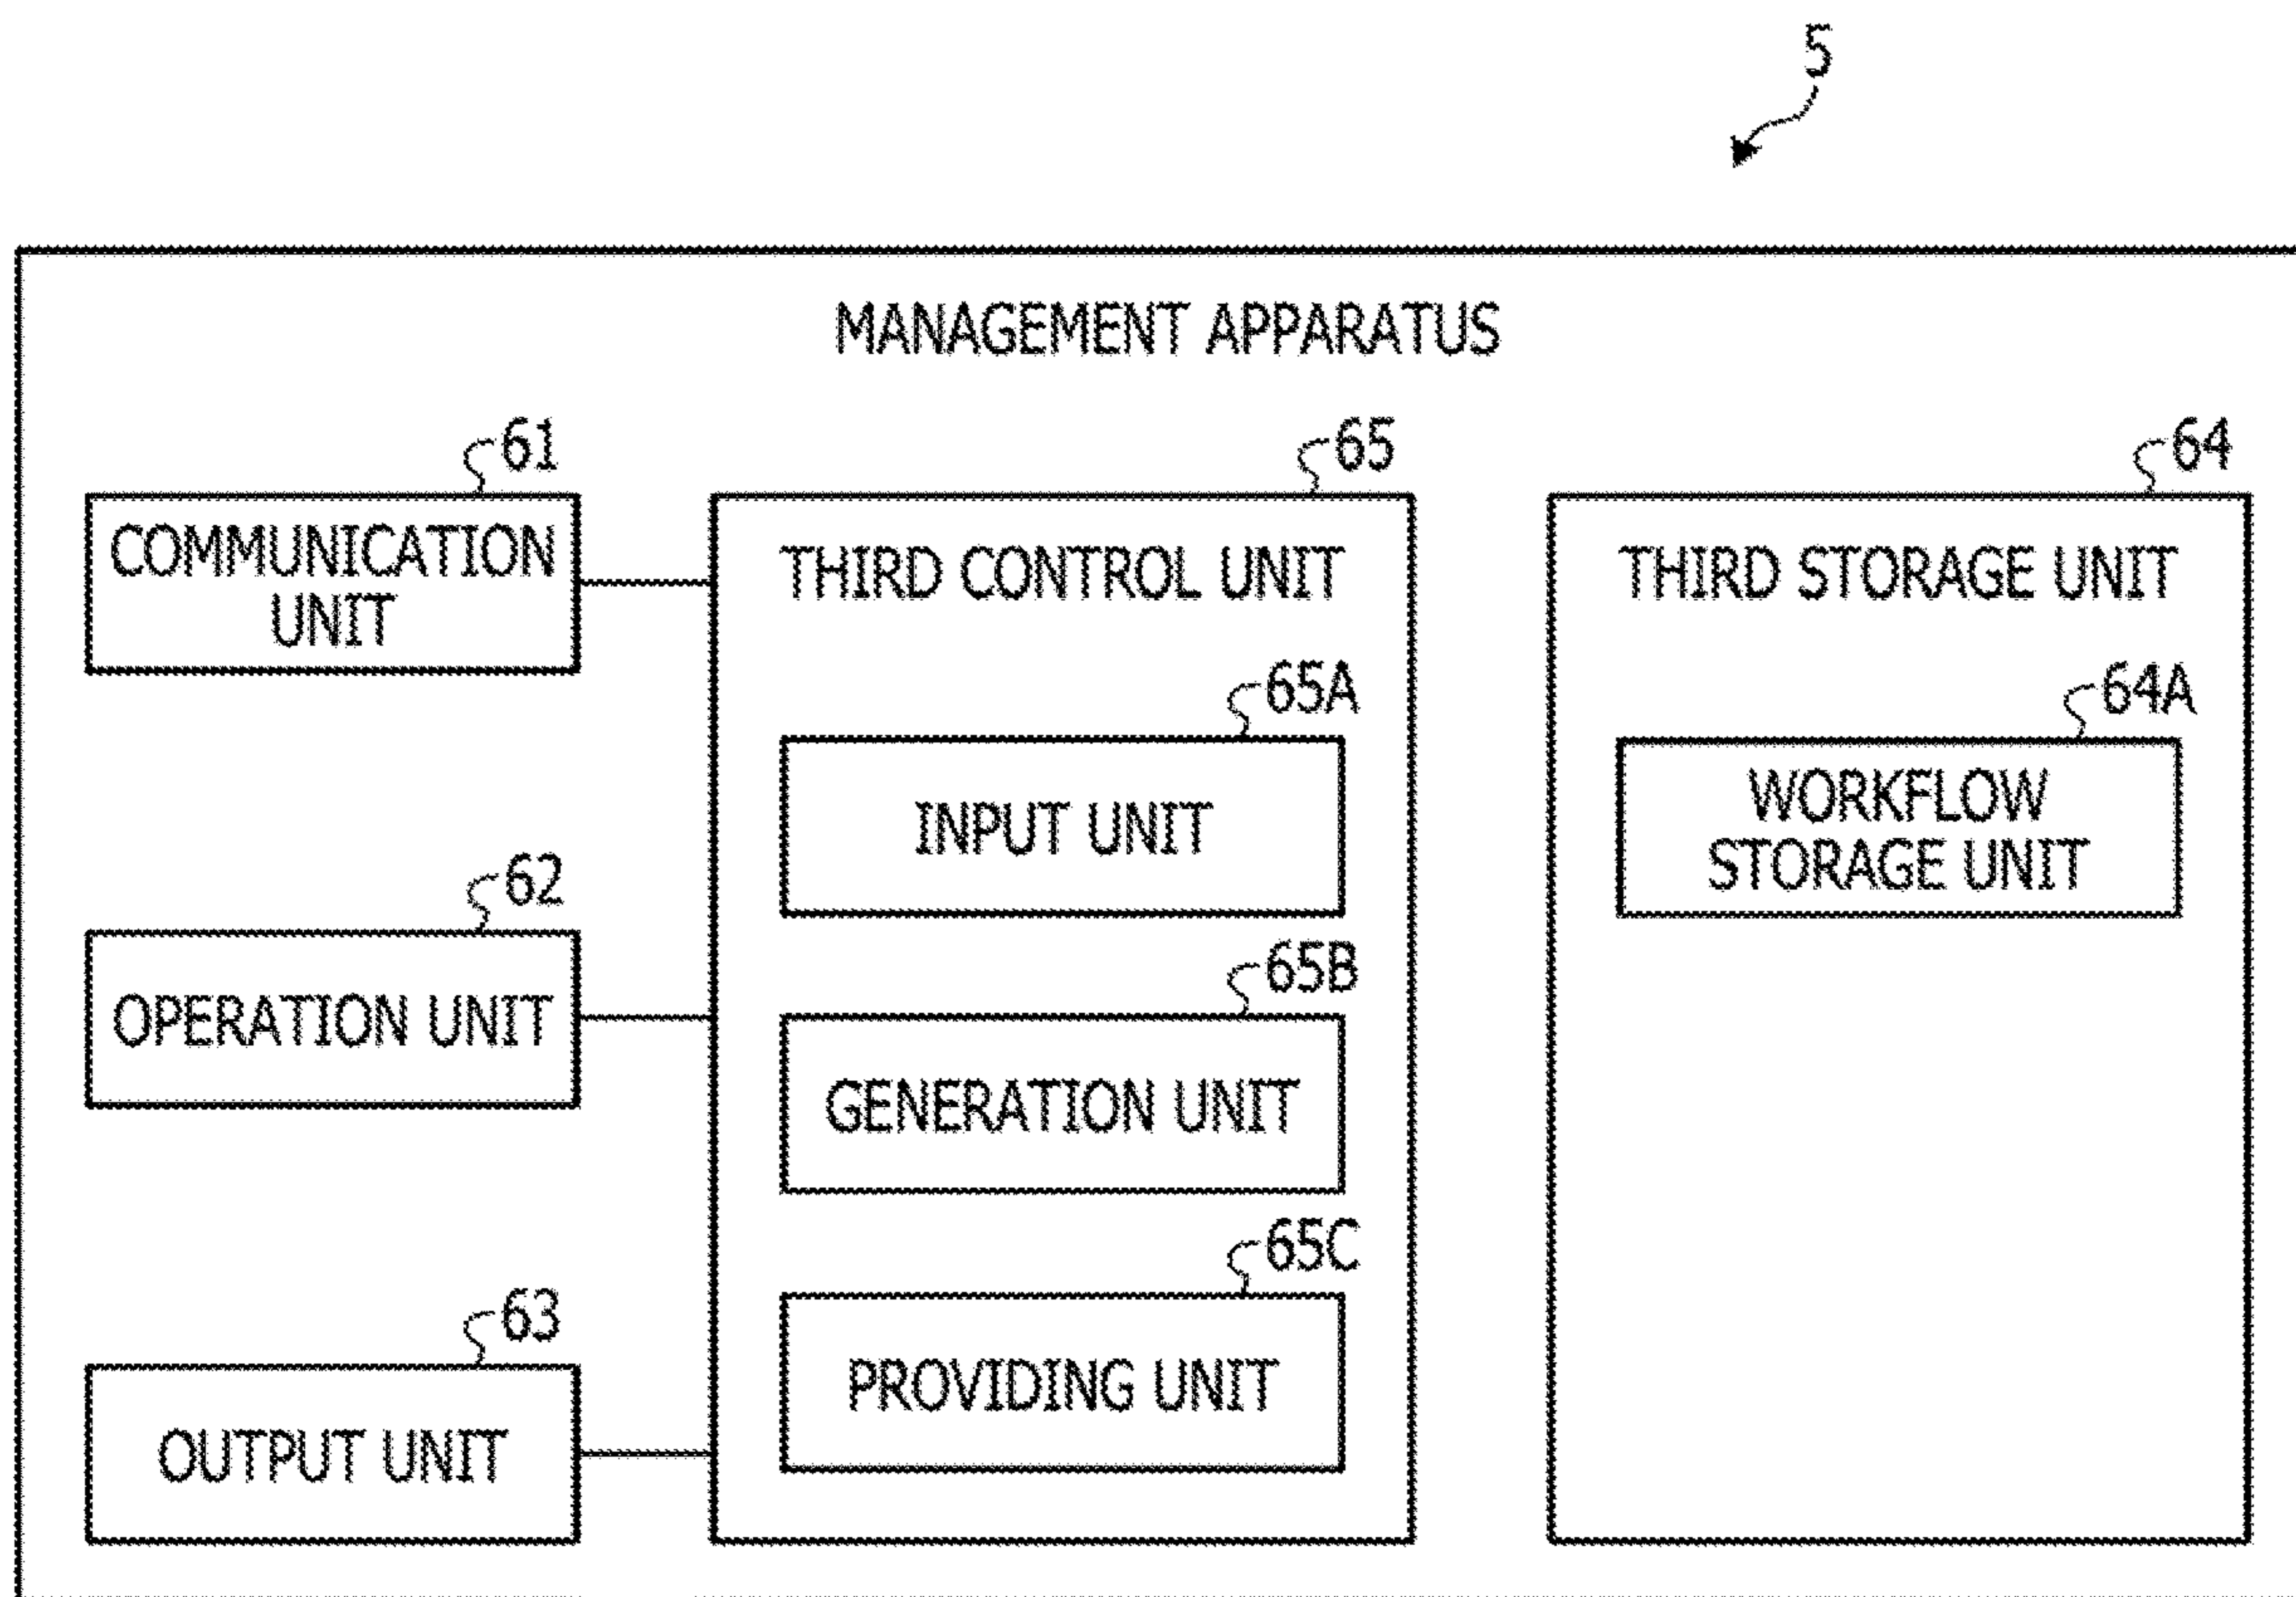 5
MANAGEMENT APPARATUS
61
COMMUNICATION
UNIT
62
OPERATION UNIT
63
OUTPUT UNIT
65
THIRD CONTROL UNIT
65A
INPUT UNIT
65B
GENERATION UNIT
65C
PROVIDING UNIT
64
THIRD STORAGE UNIT
64A
WORKFLOW
STORAGE UNIT